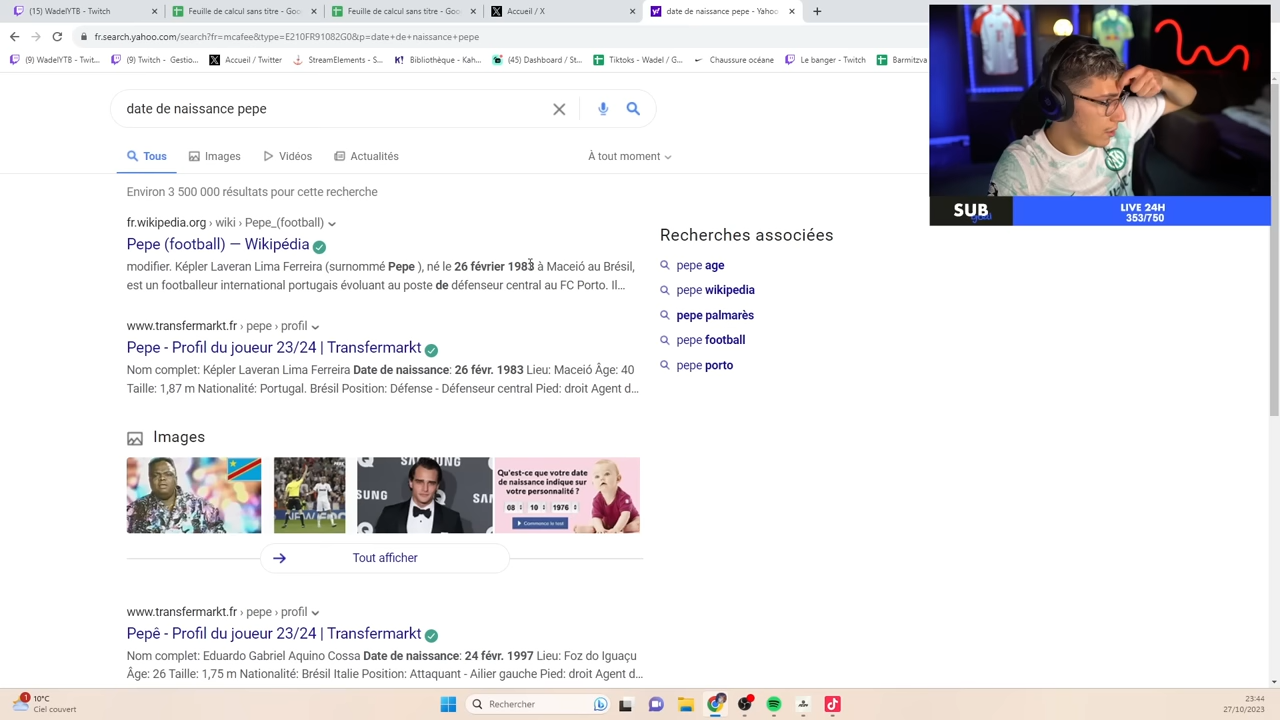 (15) WadelYTB - Twitch
Feuille de calcul sans titre - Goo
Feuille de calcul sans titre - Goo
Accueil / X
date de naissance pepe - Yahoo
fr.search.yahoo.com/search?fr=mcafee&type=E210FR91082G0&p=date+de+naissance+pepe
(9) WadelYTB - Twit...
(9) Twitch - Gestio...
Accueil / Twitter
StreamElements - S...
Bibliothèque - Kah...
(45) Dashboard / St...
Tiktoks - Wadel / G...
Chaussure océane
Le banger - Twitch
Barmitzva
date de naissance pepe
Tous
Images
Vidéos
Actualités
À tout moment
Environ 3 500 000 résultats pour cette recherche
fr.wikipedia.org › wiki › Pepe_(football)
Pepe (football) — Wikipédia
modifier. Képler Laveran Lima Ferreira (surnommé Pepe ), né le 26 février 1983 à Maceió au Brésil,
est un footballeur international portugais évoluant au poste de défenseur central au FC Porto. Il...
www.transfermarkt.fr › pepe › profil
Pepe - Profil du joueur 23/24 | Transfermarkt
Nom complet: Képler Laveran Lima Ferreira Date de naissance: 26 févr. 1983 Lieu: Maceió Âge: 40
Taille: 1,87 m Nationalité: Portugal. Brésil Position: Défense - Défenseur central Pied: droit Agent d...
Images
SAMSUNG
SUNG
SAM
Qu'est-ce que votre date
de naissance indique sur
votre personnalité ?
08 10 1976
Commence le test
Tout afficher
www.transfermarkt.fr › pepe › profil
Pepê - Profil du joueur 23/24 | Transfermarkt
Nom complet: Eduardo Gabriel Aquino Cossa Date de naissance: 24 févr. 1997 Lieu: Foz do Iguaçu
Âge: 26 Taille: 1,75 m Nationalité: Brésil Italie Position: Attaquant - Ailier gauche Pied: droit Agent d...
Recherches associées
pepe age
pepe wikipedia
pepe palmarès
pepe football
pepe porto
SUB
goal
LIVE 24H
353/750
1
10°C
Ciel couvert
Rechercher
23:44
27/10/2023